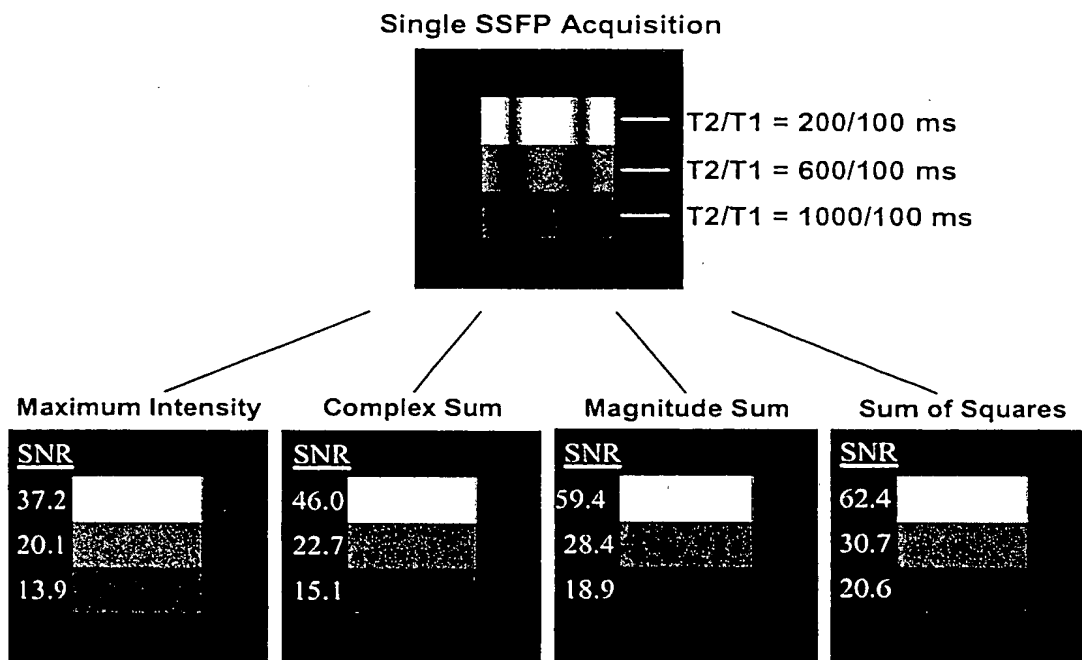 Single SSFP Acquisition
T2/T1 = 200/100 ms
T2/T1 = 600/100 ms
T2/T1 = 1000/100 ms
Maximum Intensity
SNR
37.2
20.1
13.9
Complex Sum
SNR
46.0
22.7
15.1
Magnitude Sum
SNR
59.4
28.4
18.9
Sum of Squares
SNR
62.4
30.7
20.6